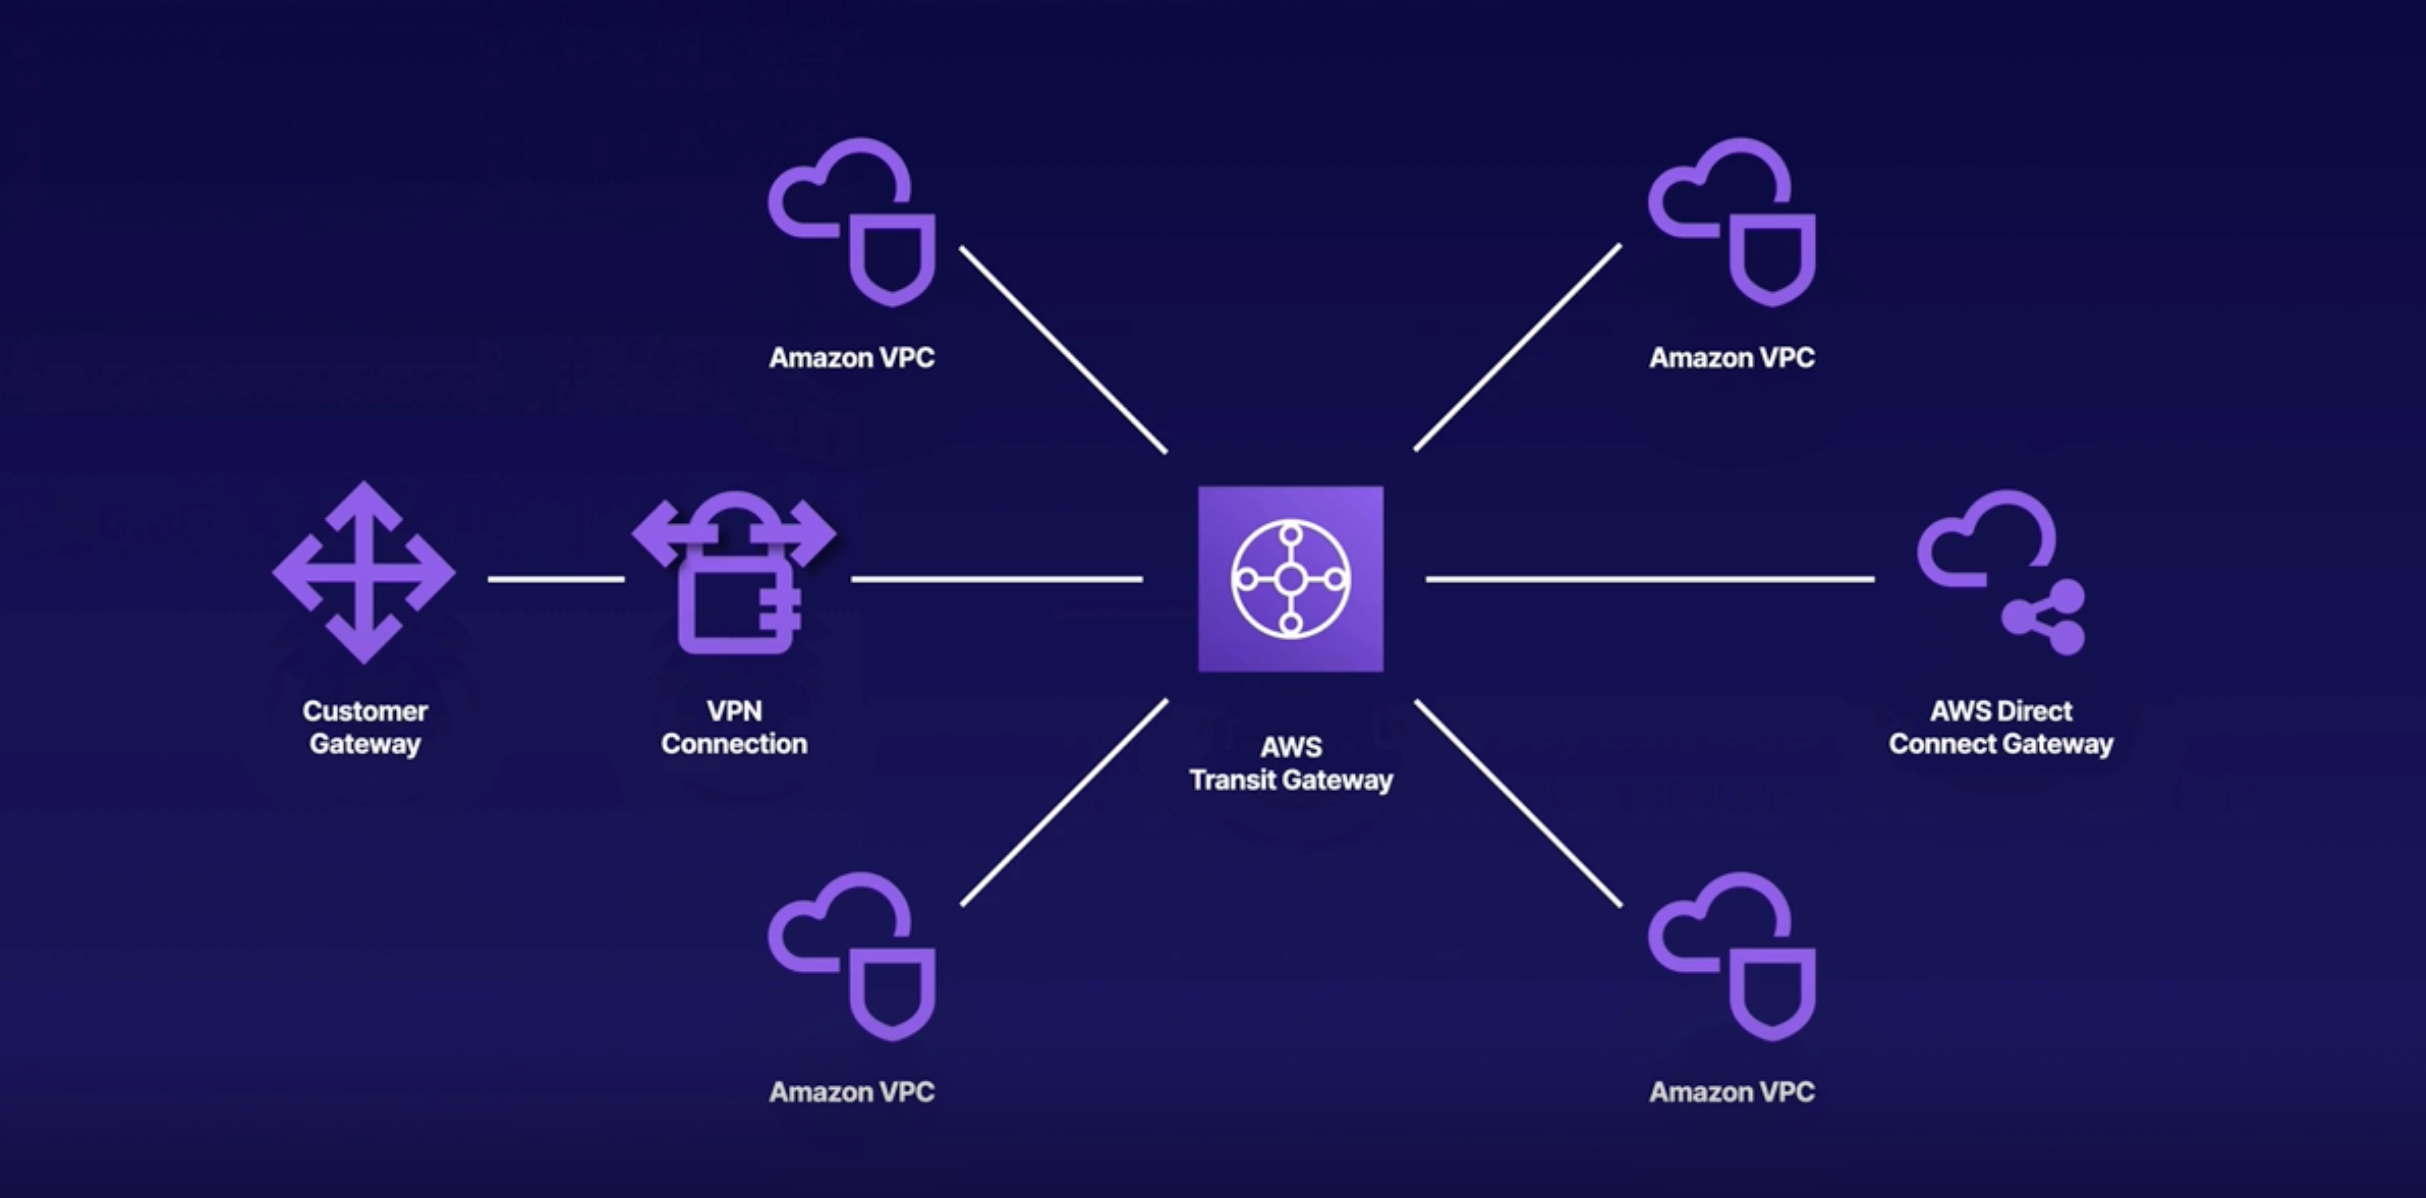 Amazon VPC
Amazon VPC
Customer
Gateway
VPN
Connection
AWS
Transit Gateway
AWS Direct
Connect Gateway
Amazon VPC
Amazon VPC